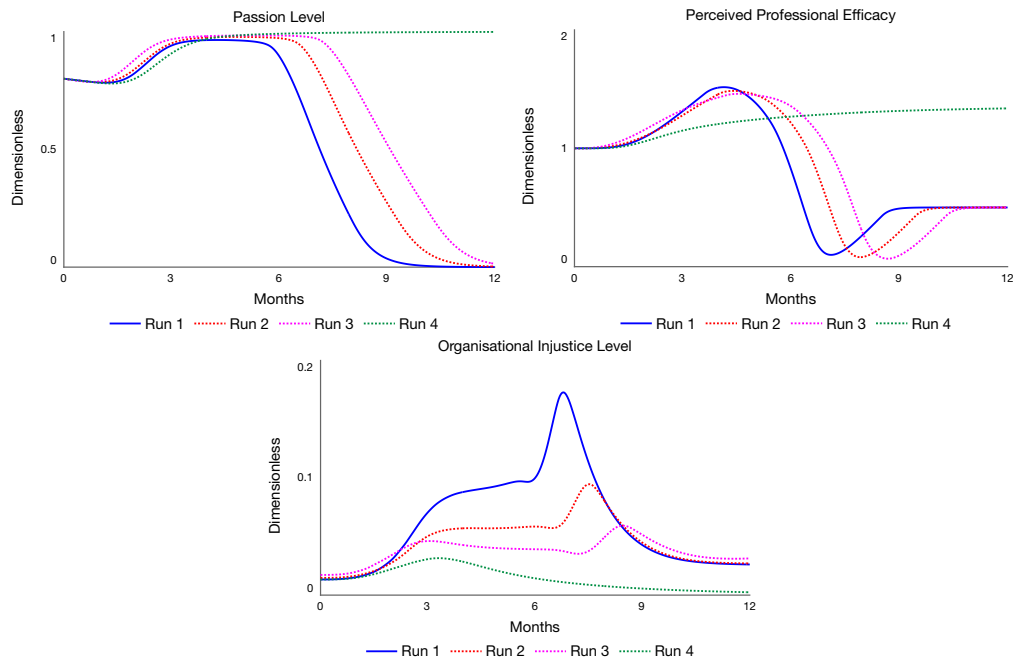 Passion Level
1
0.5
0
Dimensionless
0 3 6 9 12
Months
Run 1 Run 2 Run 3 Run 4
Perceived Professional Efficacy
2
1
0
Dimensionless
0 3 6 9 12
Months
Run 1 Run 2 Run 3 Run 4
Organisational Injustice Level
0.2
0.1
0
Dimensionless
0 3 6 9 12
Months
Run 1 Run 2 Run 3 Run 4